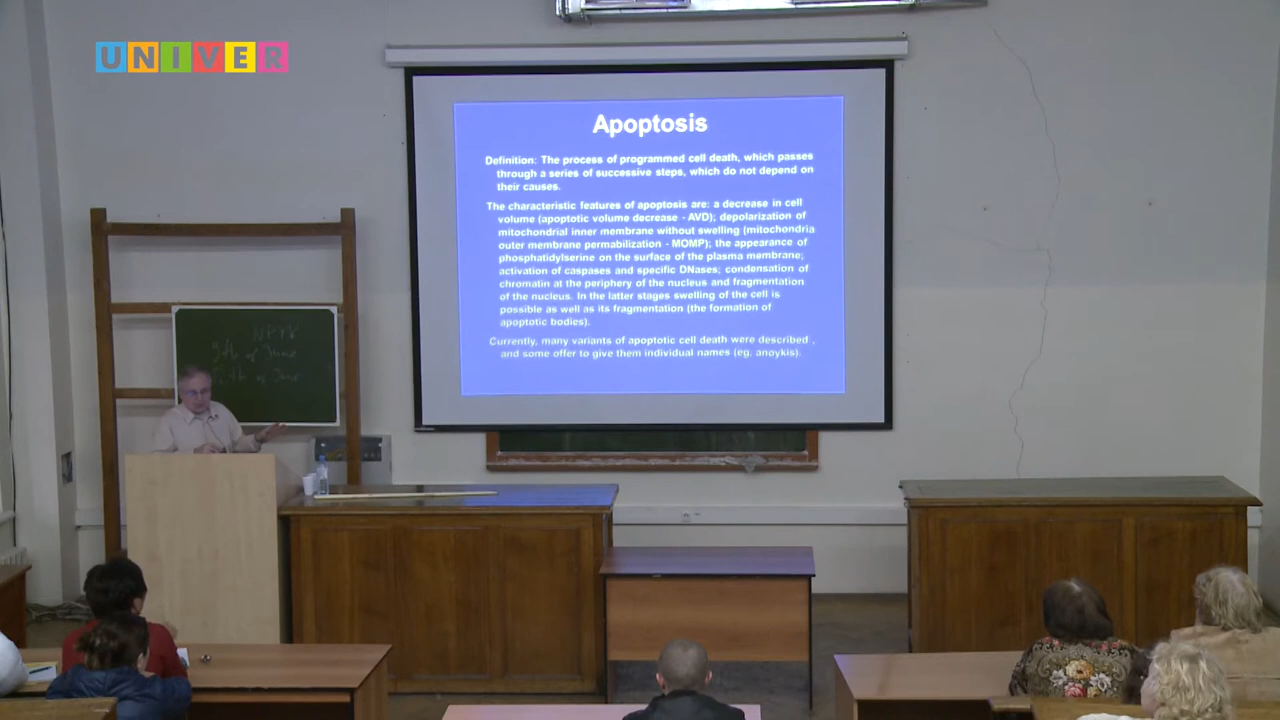 UNIVER
Apoptosis
Definition: The process of programmed cell death, which passes
through a series of successive steps, which do not depend on
their causes.
The characteristic features of apoptosis are: a decrease in cell
volume (apoptotic volume decrease - AVD); depolarization of
mitochondrial inner membrane without swelling (mitochondria
outer membrane permabilization - MOMP); the appearance of
phosphatidylserine on the surface of the plasma membrane;
activation of caspases and specific DNases; condensation of
chromatin at the periphery of the nucleus and fragmentation
of the nucleus. In the latter stages swelling of the cell is
possible as well as its fragmentation (the formation of
apoptotic bodies).
Currently, many variants of apoptotic cell death were described ,
and some offer to give them individual names (eg. anoykis).
of June
of June